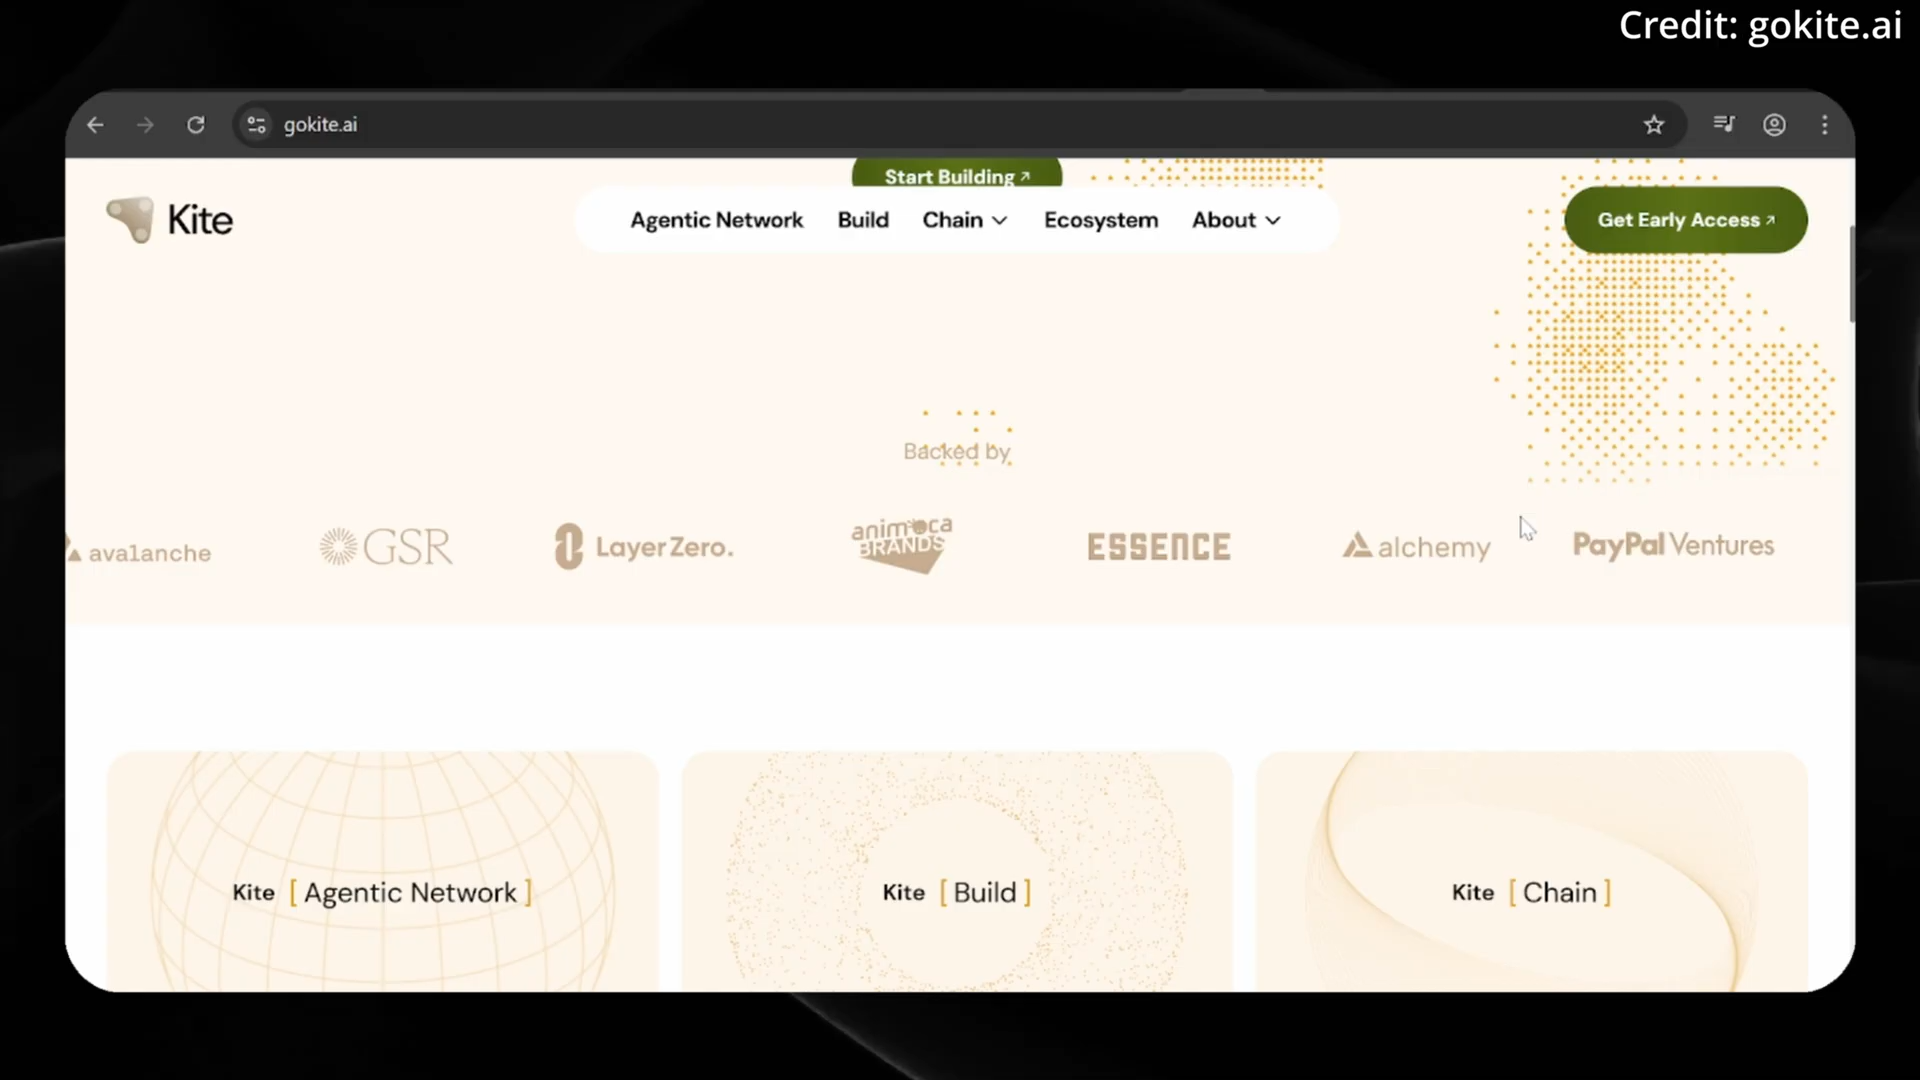 Credit: gokite.ai
gokite.ai
Start Building
Kite
Agentic Network Build Chain Ecosystem About
Get Early Access
Backed by
avalanche GSR LayerZero. animoca BRANDS ESSENCE alchemy PayPal Ventures
Kite [ Agentic Network ]
Kite [ Build ]
Kite [ Chain ]